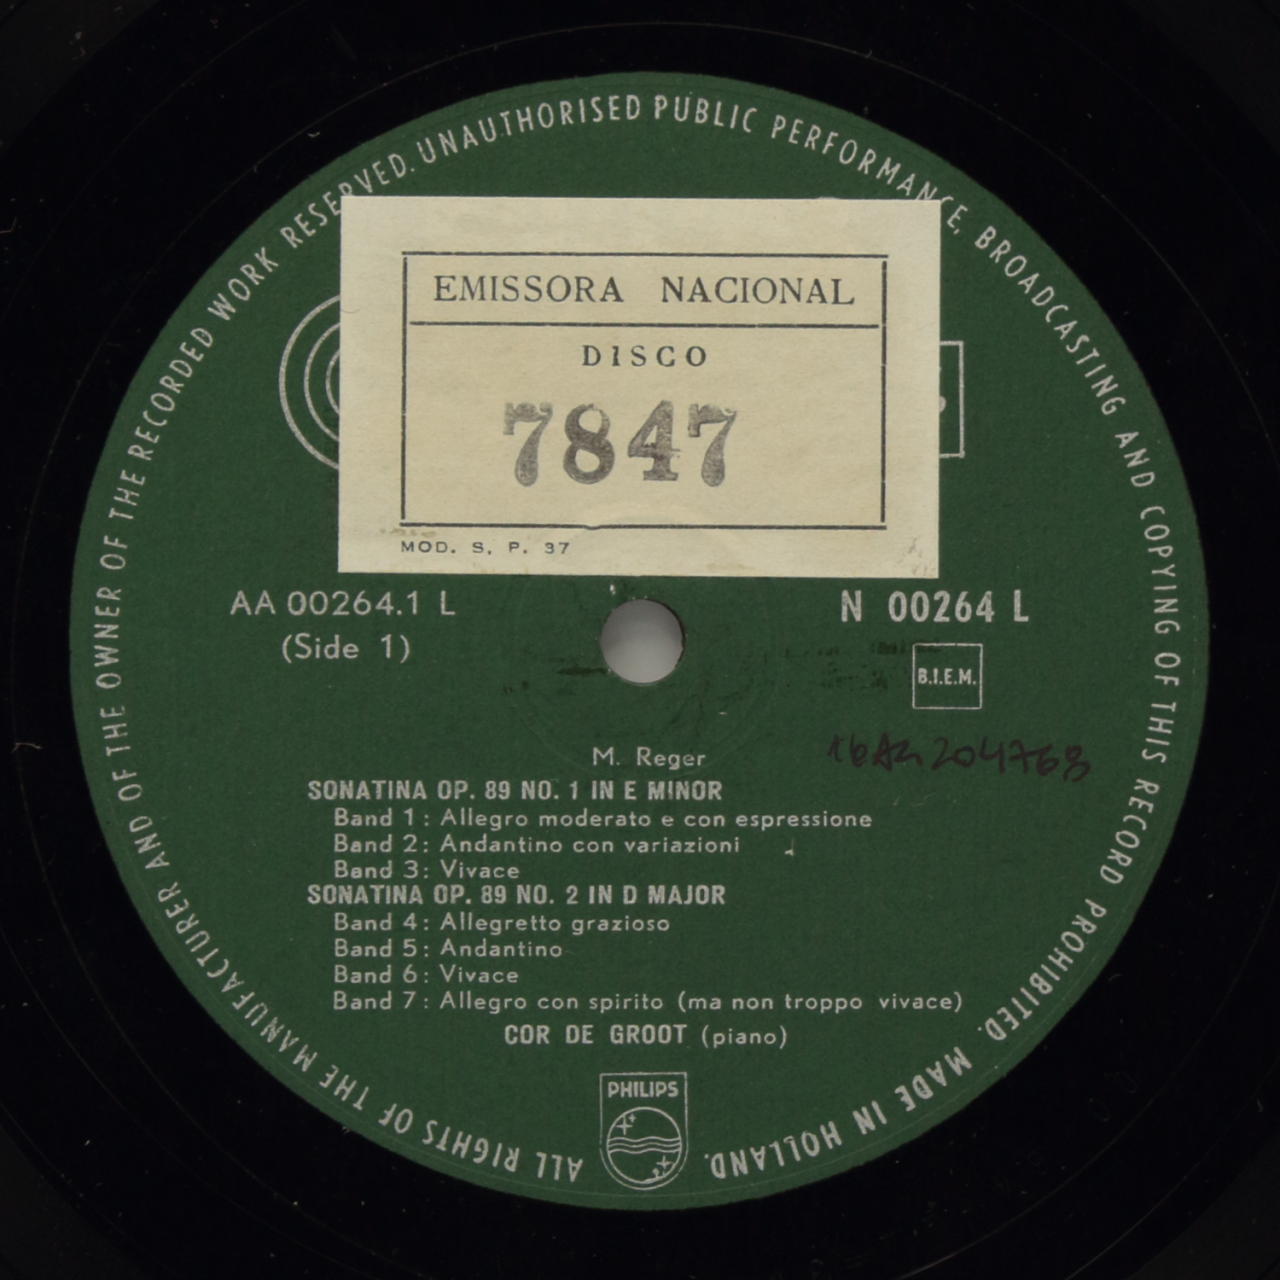 ALL RIGHTS OF THE MANUFACTURER AND OF THE OWNER OF THE RECORDED WORK RESERVED. UNAUTHORISED PUBLIC PERFORMANCE, BROADCASTING AND COPYING OF THIS RECORD PROHIBITED. MADE IN HOLLAND.
EMISSORA NACIONAL
DISCO
7847
MOD. S. P. 37
AA 00264.1 L
(Side 1)
N 00264 L
B.I.E.M.
M. Reger
SONATINA OP. 89 NO. 1 IN E MINOR
Band 1: Allegro moderato e con espressione
Band 2: Andantino con variazioni
Band 3: Vivace
SONATINA OP. 89 NO. 2 IN D MAJOR
Band 4: Allegretto grazioso
Band 5: Andantino
Band 6: Vivace
Band 7: Allegro con spirito (ma non troppo vivace)
COR DE GROOT (piano)
PHILIPS